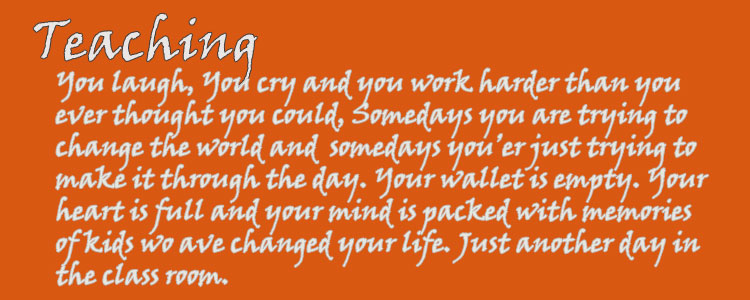 Teaching
You laugh, You cry and you work harder than you
ever thought you could, Somedays you are trying to
change the world and somedays you'er just trying to
make it through the day. Your wallet is empty. Your
heart is full and your mind is packed with memories
of kids wo ave changed your life. Just another day in
the class room.